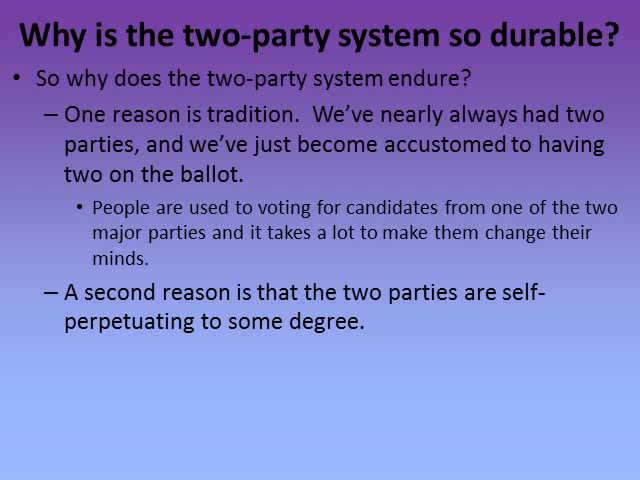 Why is the two-party system so durable?
• So why does the two-party system endure?
– One reason is tradition.  We’ve nearly always had two
parties, and we’ve just become accustomed to having
two on the ballot.
• People are used to voting for candidates from one of the two
major parties and it takes a lot to make them change their
minds.
– A second reason is that the two parties are self-
perpetuating to some degree.